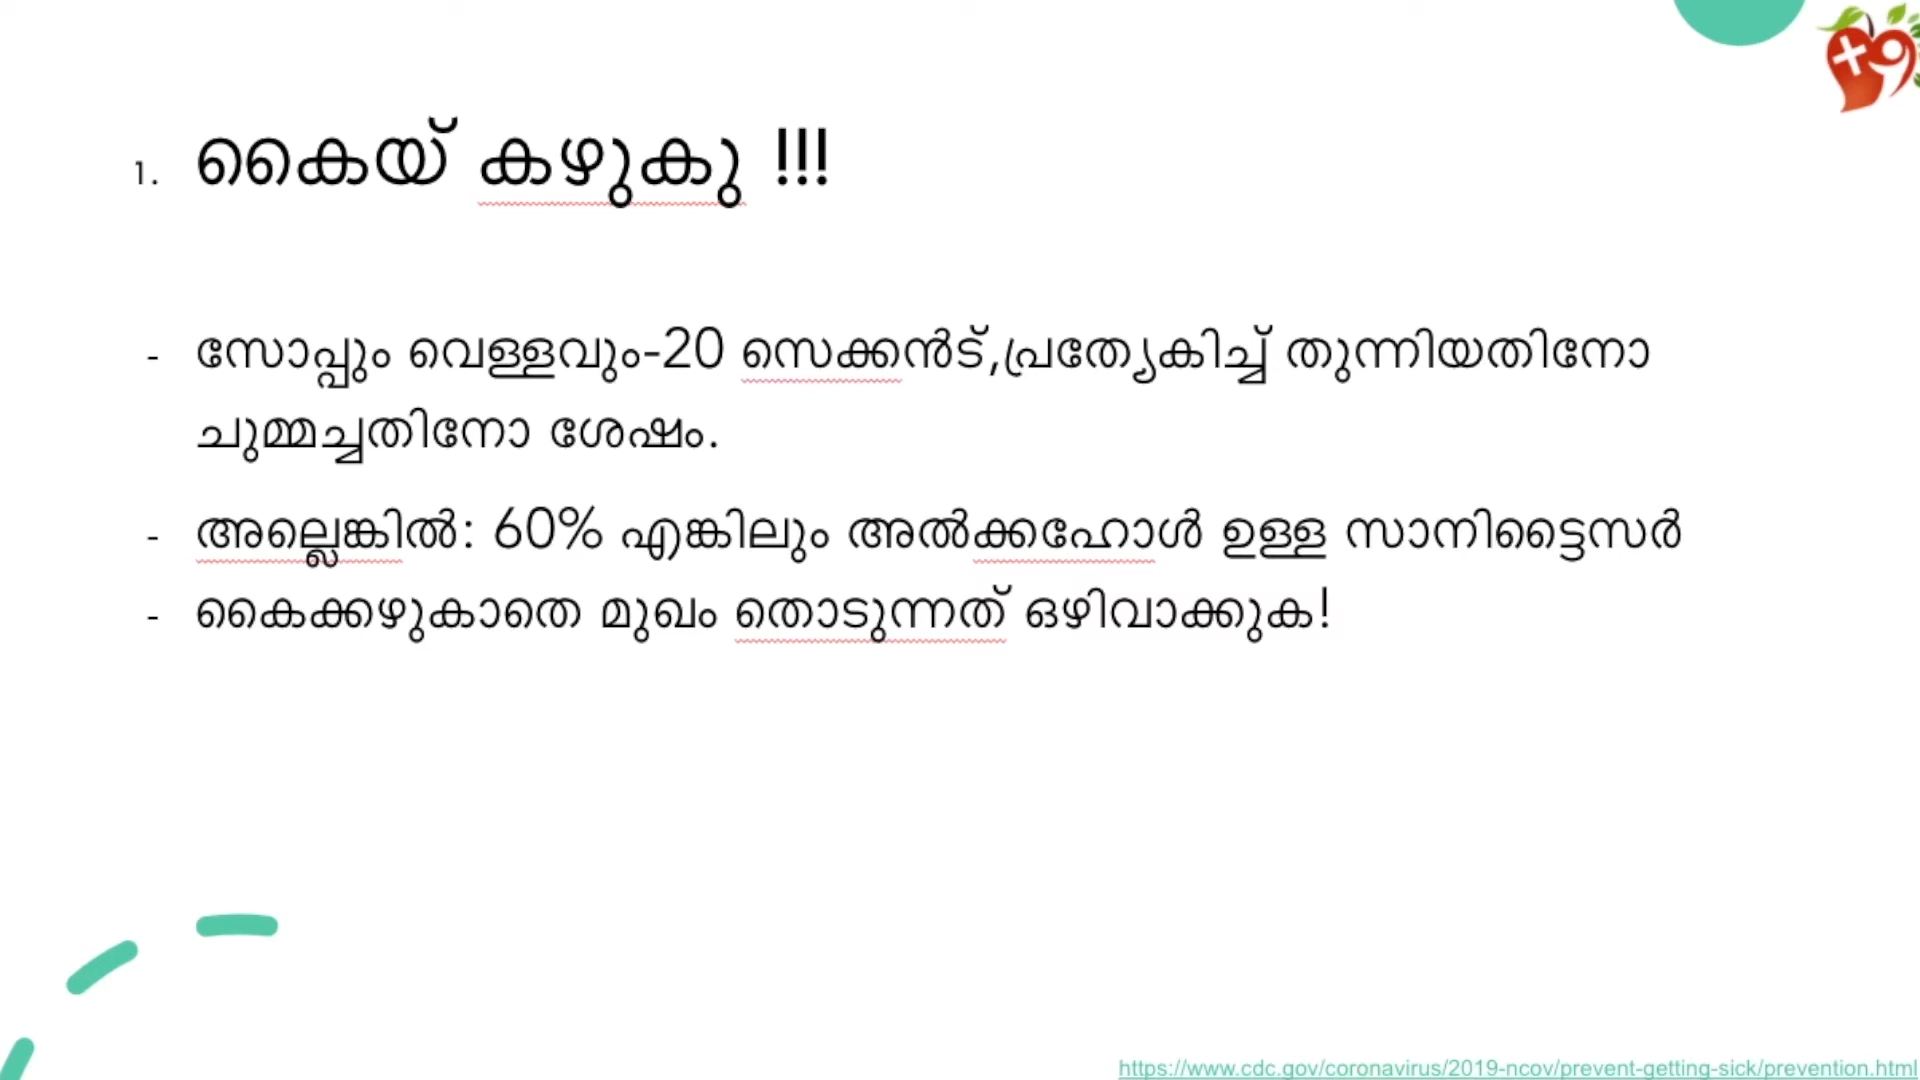 1. കൈയ് കഴുകു !!!
- സോപ്പും വെള്ളവും-20 സെക്കൻട്,പ്രത്യേകിച്ച് തുന്നിയതിനോ
ചുമ്മച്ചതിനോ ശേഷം.
- അല്ലെങ്കിൽ: 60% എങ്കിലും അൽക്കഹോൾ ഉള്ള സാനിട്ടൈസർ
- കൈക്കഴുകാതെ മുഖം തൊടുന്നത് ഒഴിവാക്കുക!
https://www.cdc.gov/coronavirus/2019-ncov/prevent-getting-sick/prevention.html